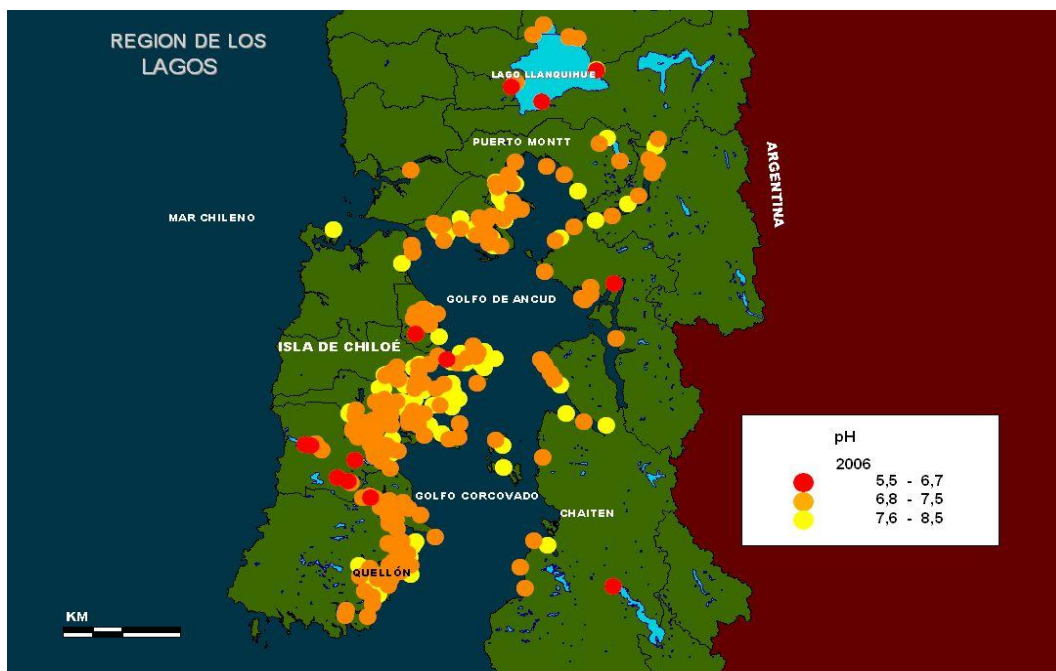 REGION DE LOS
LAGOS
LAGO LLANQUIHUE
PUERTO MONTT
ARGENTINA
MAR CHILENO
GOLFO DE ANCUD
ISLA DE CHILOÉ
pH
2006
5,5 - 6,7
6,8 - 7,5
7,6 - 8,5
GOLFO CORCOVADO
CHAITEN
QUELLÓN
KM